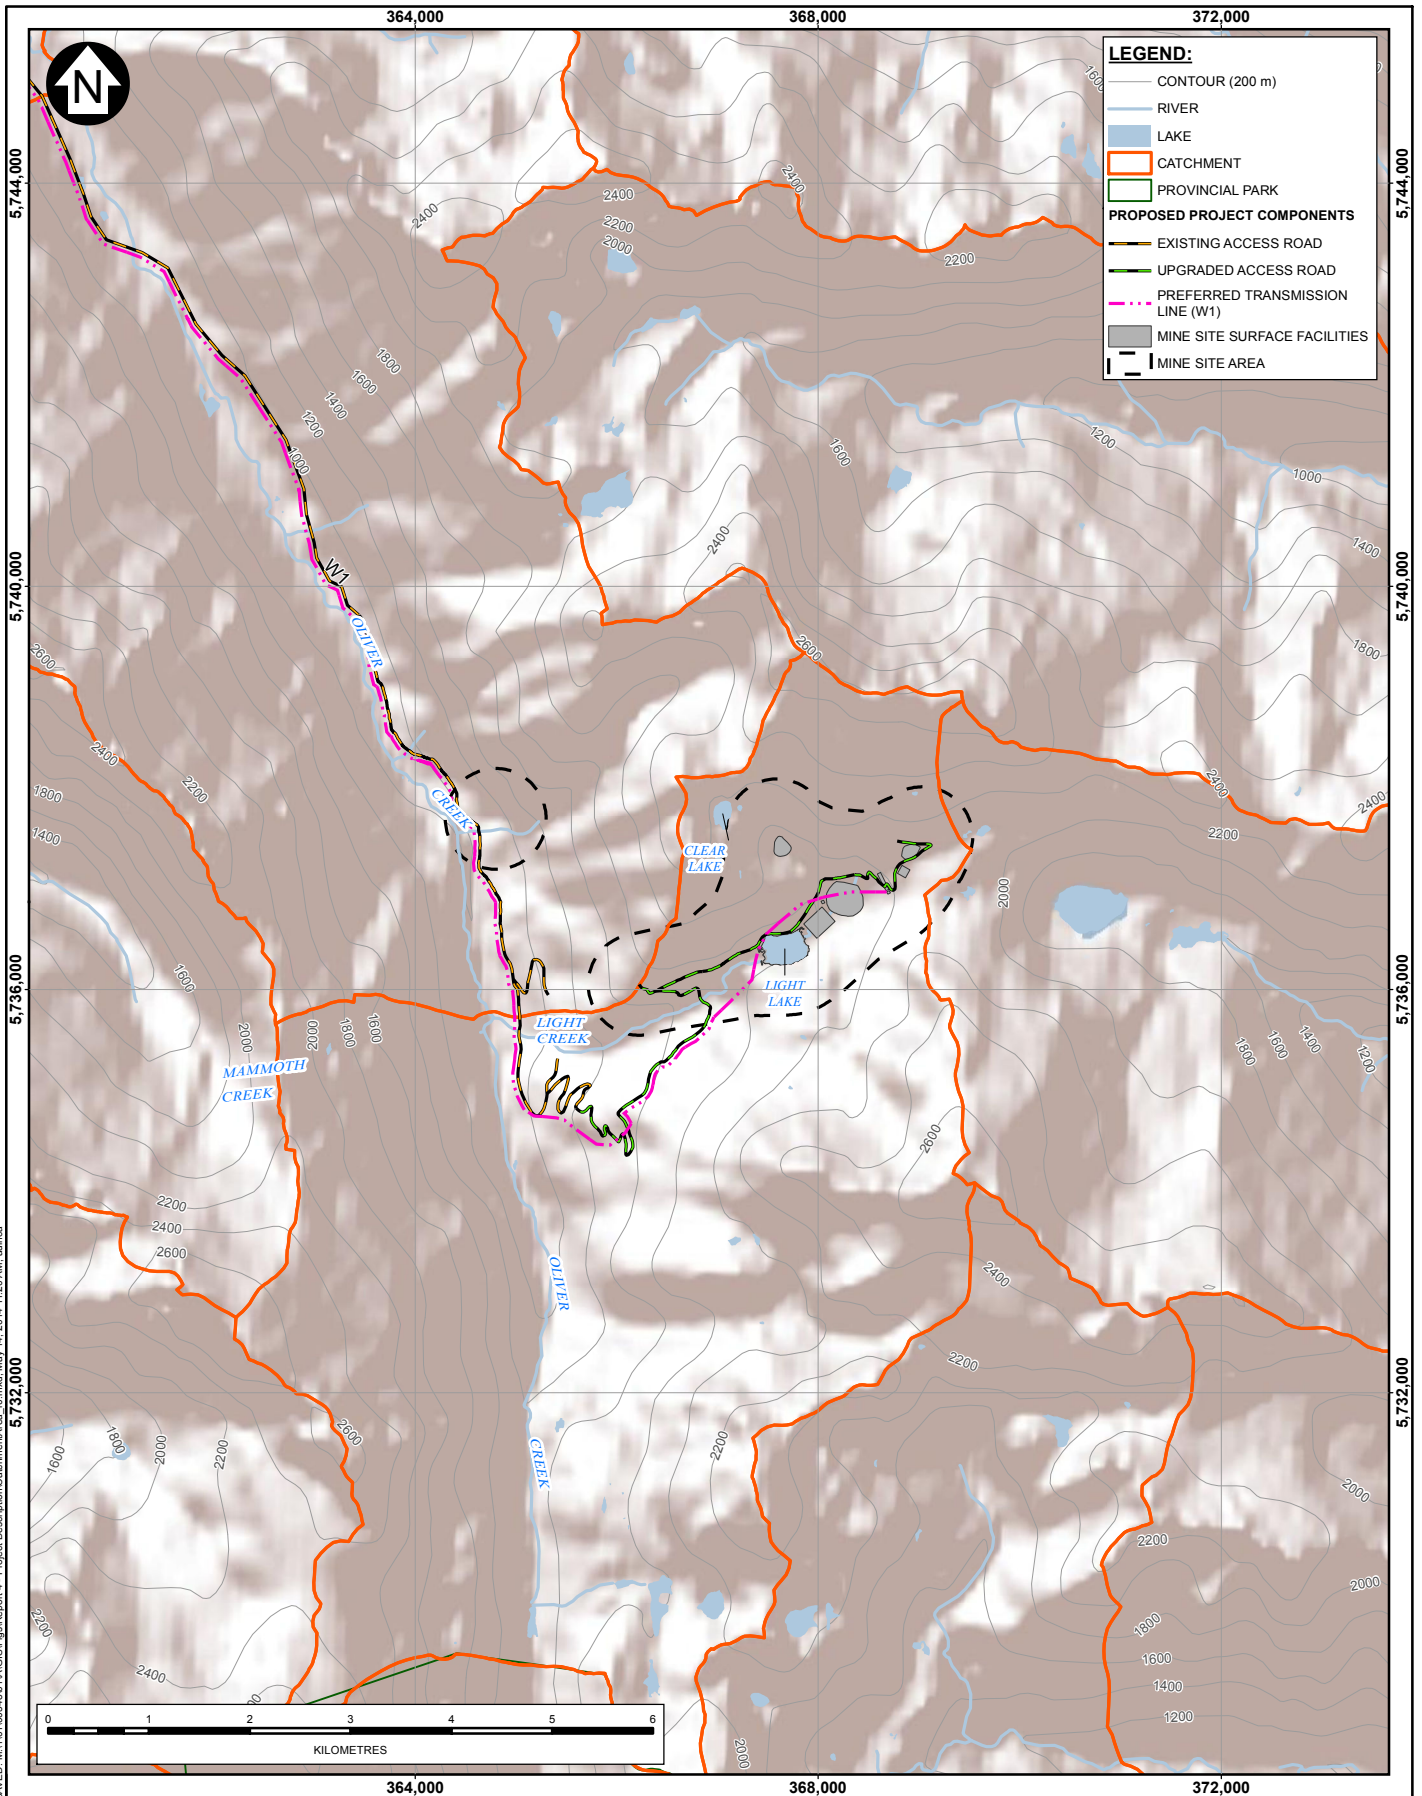 364,000
368,000
372,000
N
LEGEND:
CONTOUR (200 m)
RIVER
LAKE
CATCHMENT
PROVINCIAL PARK
PROPOSED PROJECT COMPONENTS
EXISTING ACCESS ROAD
UPGRADED ACCESS ROAD
PREFERRED TRANSMISSION
LINE (W1)
MINE SITE SURFACE FACILITIES
MINE SITE AREA
1600
5,744,000
5,744,000
2400
2400
2400
2200
2000
2200
1800
1600
1400
1200
1000
1600
1200
1000
1400
2400
W1
5,740,000
5,740,000
OLIVER
2600
2600
1800
2400
2200
1800
1400
CREEK
2400
2400
2200
CLEAR
LAKE
2000
1600
5,736,000
5,736,000
LIGHT
LAKE
LIGHT
CREEK
2000
2000
1800
1600
MAMMOTH
CREEK
1800
1600
1400
1200
2600
2200
2400
2600
OLIVER
2400
2200
5,732,000
5,732,000
2600
1600
1800
2000
2200
CREEK
2200
2000
2200
2000
2200
2400
1800
1600
1400
1200
2000
0 1 2 3 4 5 6
KILOMETRES
364,000
368,000
372,000